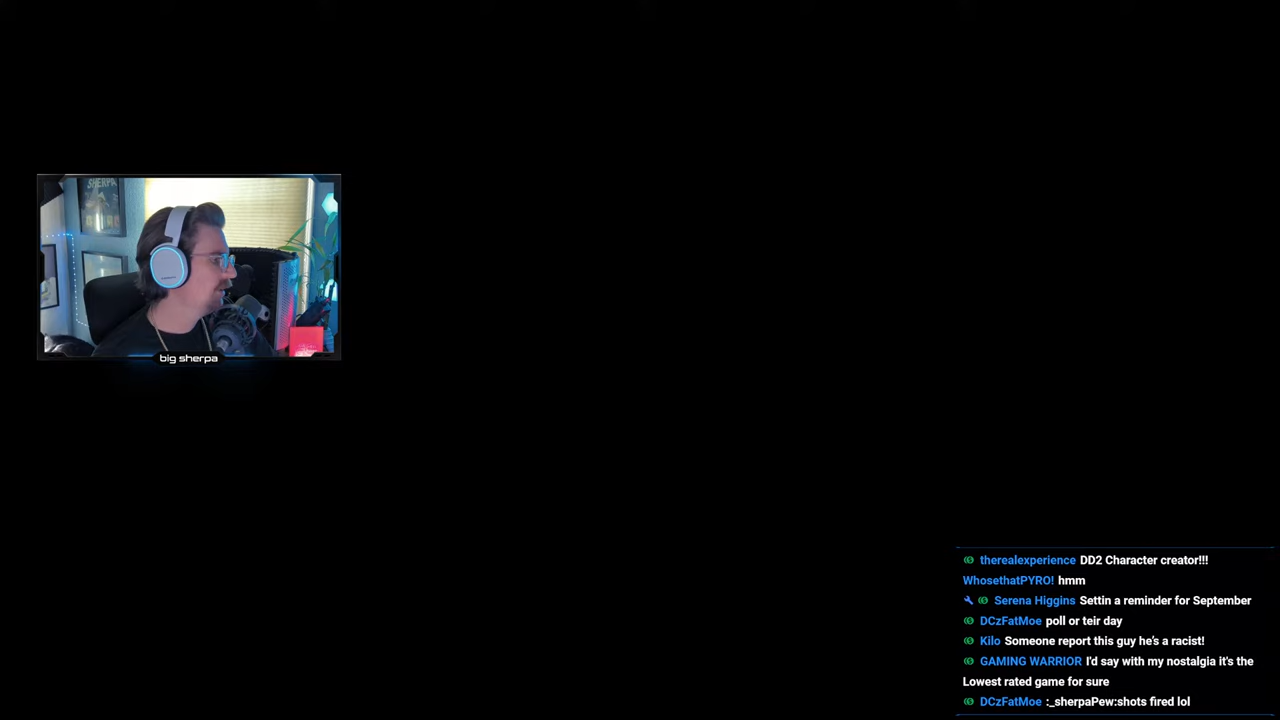 SHERPA
big sherpa
therealexperience DD2 Character creator!!!
WhosethatPYRO! hmm
Serena Higgins Settin a reminder for September
DCzFatMoe poll or teir day
Kilo Someone report this guy he's a racist!
GAMING WARRIOR I'd say with my nostalgia it's the
Lowest rated game for sure
DCzFatMoe :_sherpaPew:shots fired lol